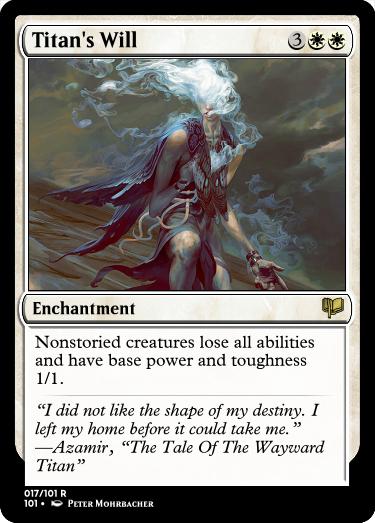 Titan's Will 3
Enchantment
Nonstoried creatures lose all abilities
and have base power and toughness
1/1.
“I did not like the shape of my destiny. I
left my home before it could take me.”
—Azamir, “The Tale Of The Wayward
Titan”
017/101 R
101 • Peter Mohrbacher